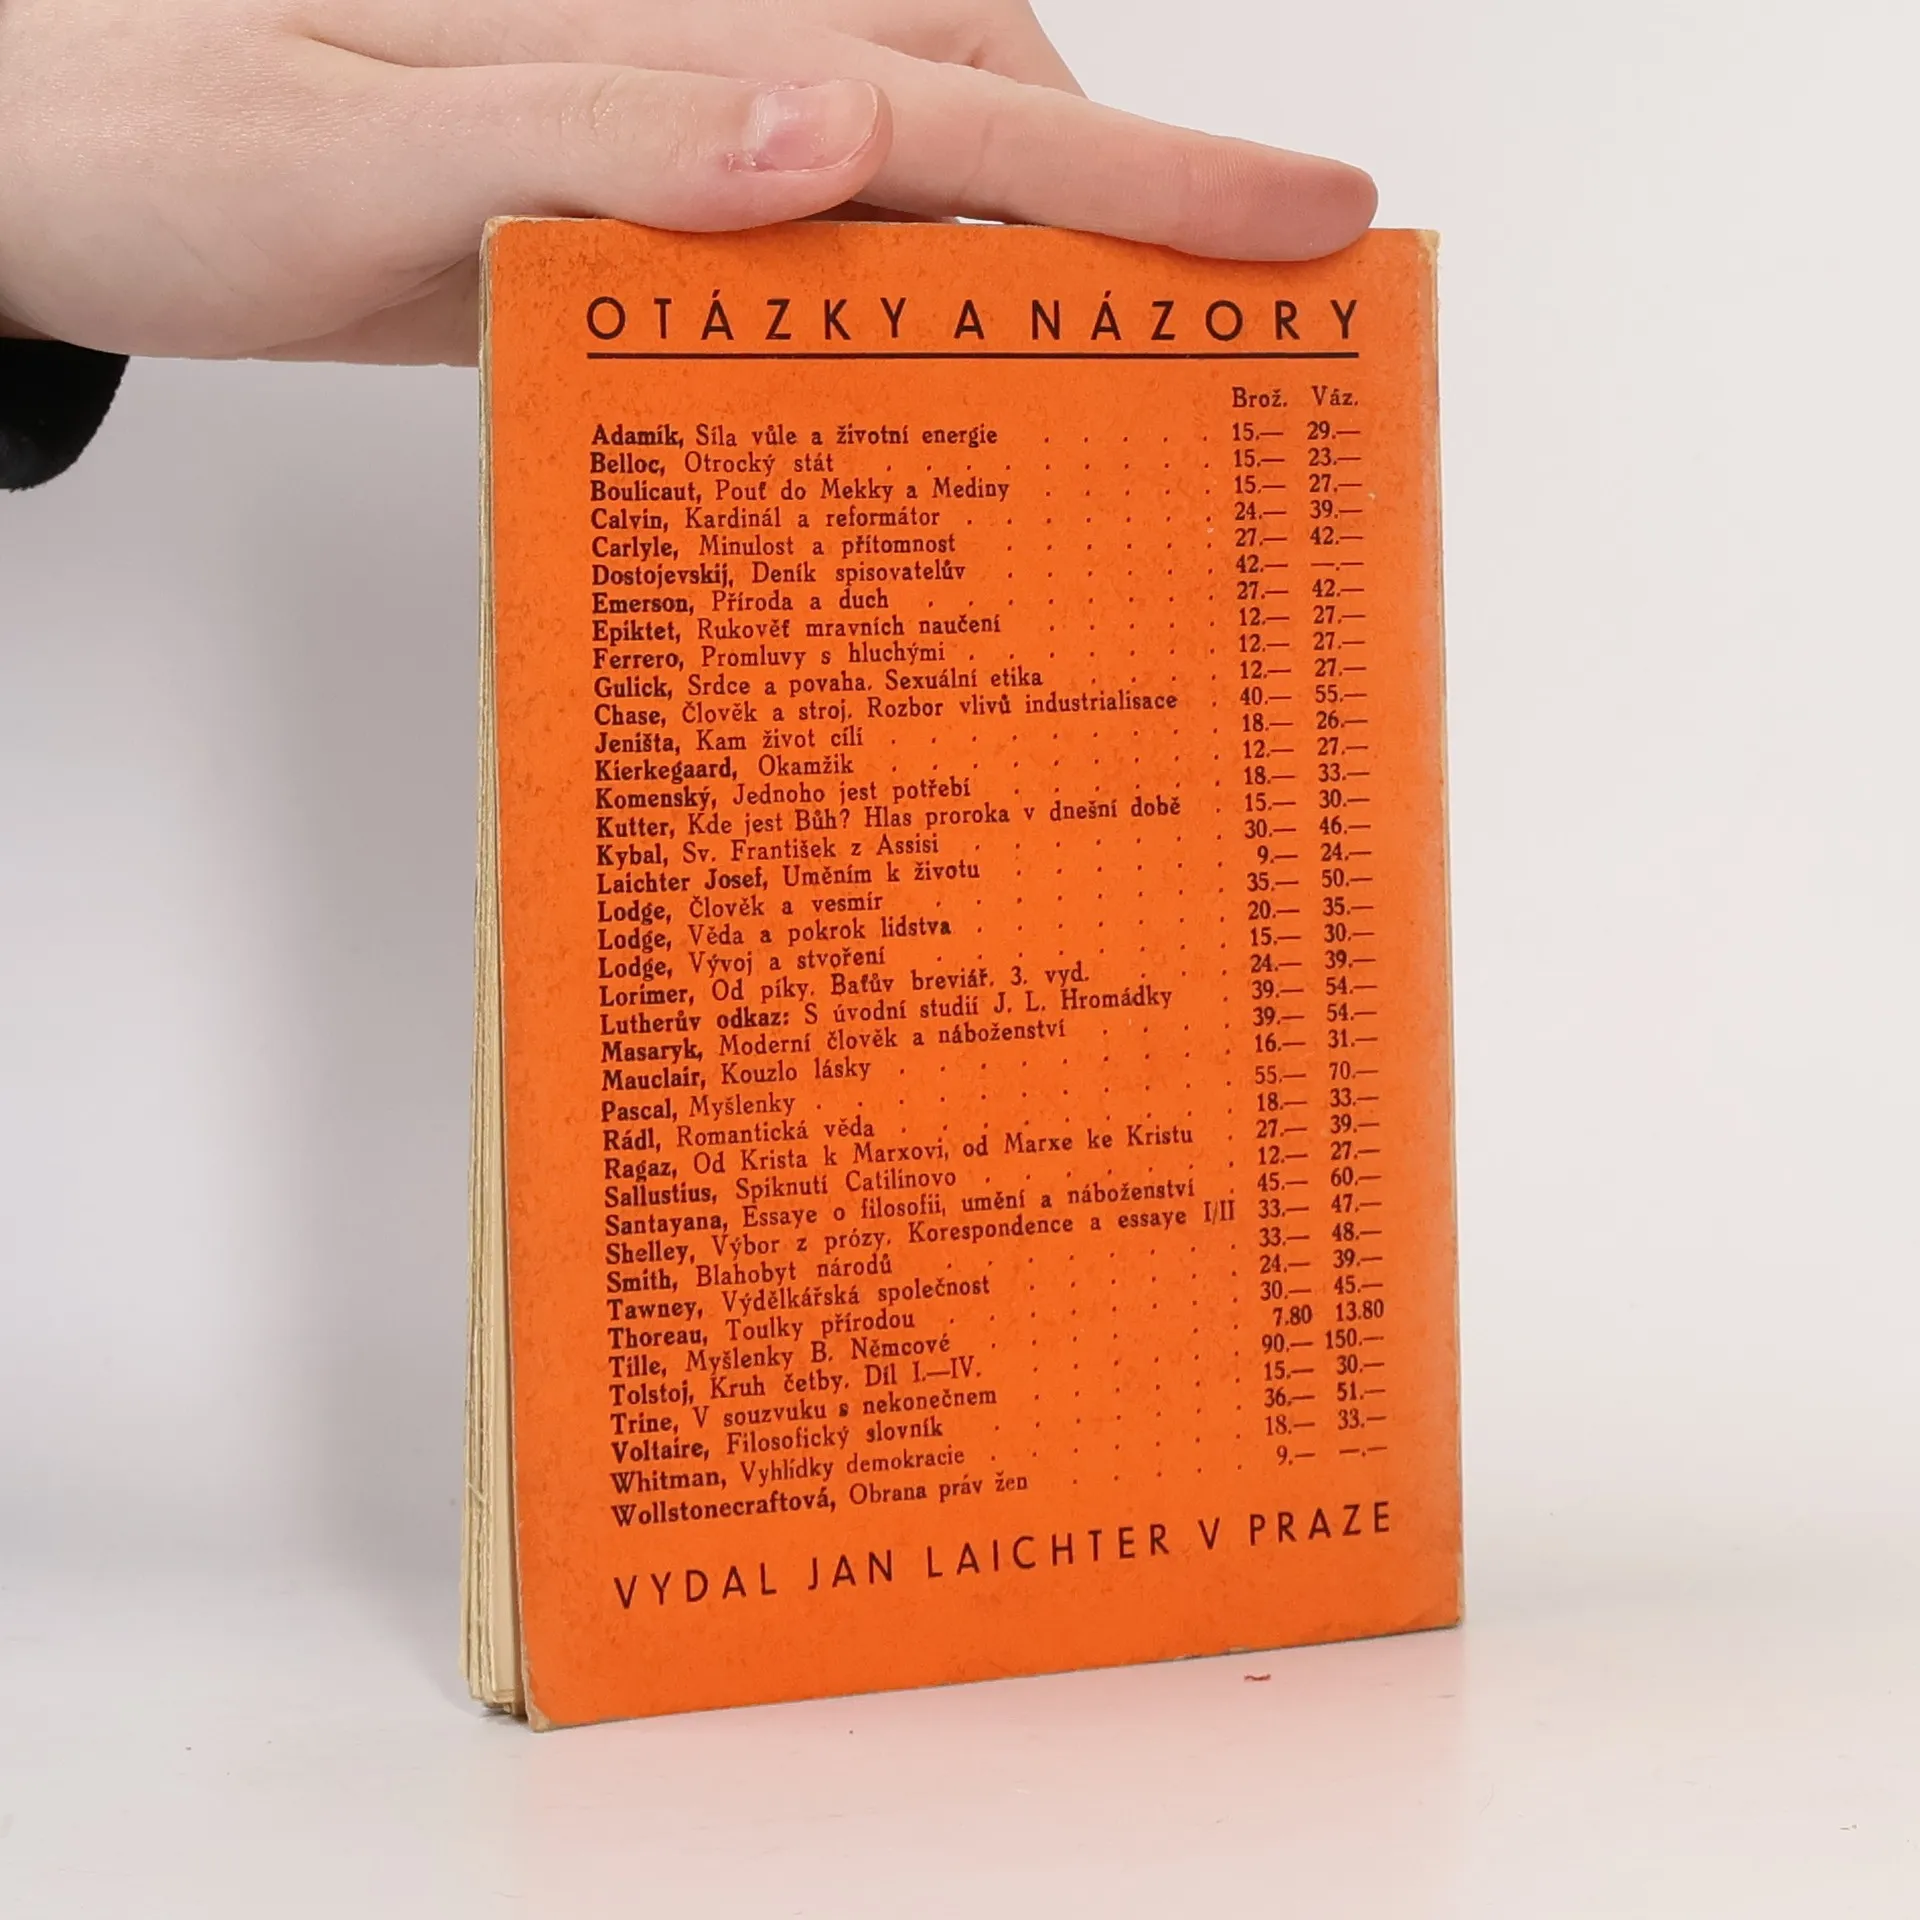 OTÁZKY A NÁZORY
Brož. Váz.
Adamík, Síla vůle a životní energie . . . . . 15.— 29.—
Belloc, Otrocký stát . . . . . . . . . 15.— 23.—
Boulicaut, Pouť do Mekky a Mediny . . . . . 15.— 27.—
Calvin, Kardinál a reformátor . . . . . . . 24.— 39.—
Carlyle, Minulost a přítomnost . . . . . . 27.— 42.—
Dostojevskij, Deník spisovatelův . . . . . . 42.— —.—
Emerson, Příroda a duch . . . . . . . . 27.— 42.—
Epiktet, Rukověť mravních naučení . . . . . 12.— 27.—
Ferrero, Promluvy s hluchými . . . . . . . 12.— 27.—
Gulick, Srdce a povaha. Sexuální etika . . . . 12.— 27.—
Chase, Člověk a stroj. Rozbor vlivů industrialisace . 40.— 55.—
Jeništa, Kam život cílí . . . . . . . . . 18.— 26.—
Kierkegaard, Okamžik . . . . . . . . . 12.— 27.—
Komenský, Jednoho jest potřebí . . . . . . 18.— 33.—
Kutter, Kde jest Bůh? Hlas proroka v dnešní době . 15.— 30.—
Kybal, Sv. František z Assisi . . . . . . . 30.— 46.—
Laichter Josef, Uměním k životu . . . . . . 9.— 24.—
Lodge, Člověk a vesmír . . . . . . . . 35.— 50.—
Lodge, Věda a pokrok lidstva . . . . . . . 20.— 35.—
Lodge, Vývoj a stvoření . . . . . . . . 15.— 30.—
Lorimer, Od píky. Baťův breviář. 3. vyd. . . . 24.— 39.—
Lutherův odkaz: S úvodní studií J. L. Hromádky . 39.— 54.—
Masaryk, Moderní člověk a náboženství . . . . 39.— 54.—
Mauclair, Kouzlo lásky . . . . . . . . . 16.— 31.—
Pascal, Myšlenky . . . . . . . . . . . 55.— 70.—
Rádl, Romantická věda . . . . . . . . . 18.— 33.—
Ragaz, Od Krista k Marxovi, od Marxe ke Kristu . 27.— 39.—
Sallustius, Spiknutí Catilinovo . . . . . . . 12.— 27.—
Santayana, Essaye o filosofii, umění a náboženství . 45.— 60.—
Shelley, Výbor z prózy. Korespondence a essaye I/II 33.— 47.—
Smith, Blahobyt národů . . . . . . . . 33.— 48.—
Tawney, Výdělkářská společnost . . . . . . 24.— 39.—
Thoreau, Toulky přírodou . . . . . . . . 30.— 45.—
Tille, Myšlenky B. Němcové . . . . . . . 7.80 13.80
Tolstoj, Kruh četby. Díl I.—IV. . . . . . . 90.— 150.—
Trine, V souzvuku s nekonečnem . . . . . . 15.— 30.—
Voltaire, Filosofický slovník . . . . . . . 36.— 51.—
Whitman, Vyhlídky demokracie . . . . . . . 18.— 33.—
Wollstonecraftová, Obrana práv žen . . . . . 9.— —.—
VYDAL JAN LAICHTER V PRAZE